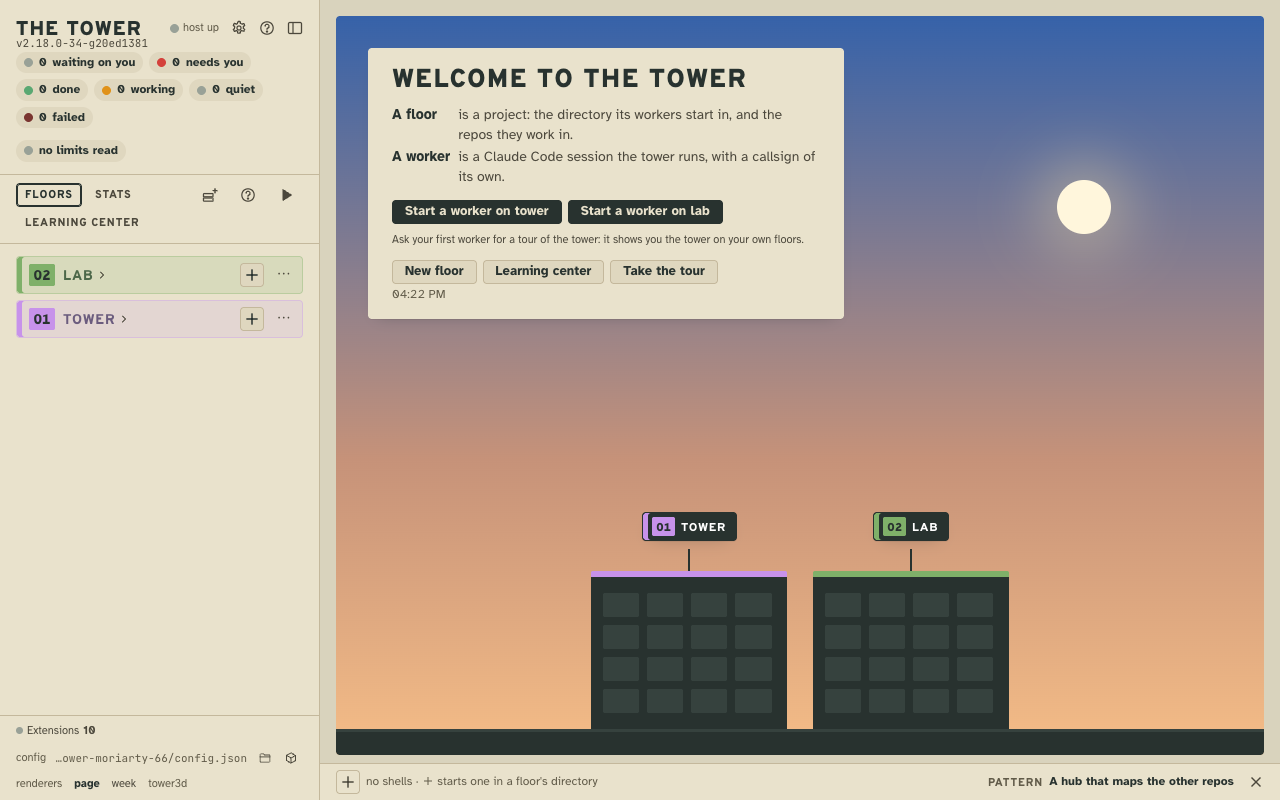 THE TOWER
host up
v2.18.0-34-g20ed1381
0 waiting on you
0 needs you
0 done
0 working
0 quiet
0 failed
no limits read
FLOORS
STATS
LEARNING CENTER
02 LAB
01 TOWER
Extensions 10
config …ower-moriarty-66/config.json
renderers page week tower3d
WELCOME TO THE TOWER
A floor is a project: the directory its workers start in, and the
repos they work in.
A worker is a Claude Code session the tower runs, with a callsign of
its own.
Start a worker on tower
Start a worker on lab
Ask your first worker for a tour of the tower: it shows you the tower on your own floors.
New floor
Learning center
Take the tour
04:22 PM
01 TOWER
02 LAB
no shells · + starts one in a floor's directory
PATTERN A hub that maps the other repos